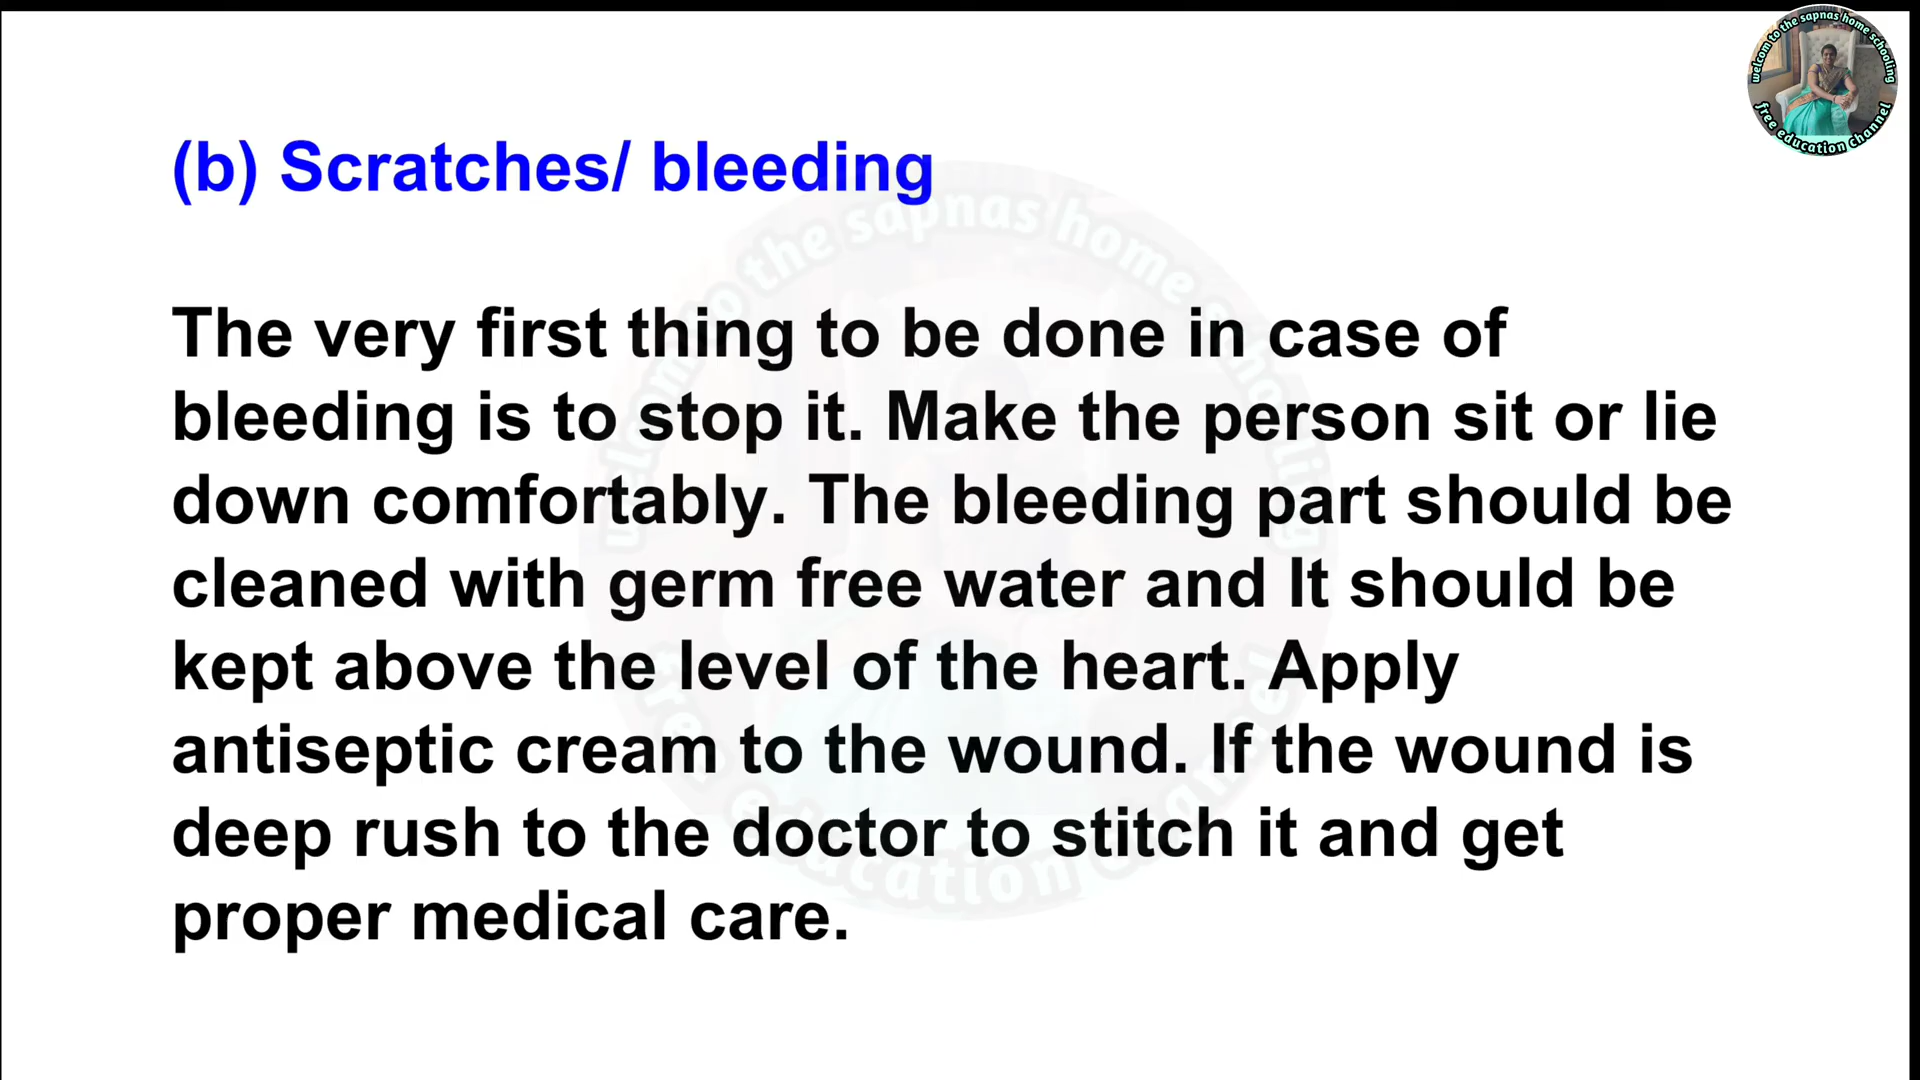 welcom to the sapnas home schooling
free education channel
(b) Scratches/ bleeding
The very first thing to be done in case of
bleeding is to stop it. Make the person sit or lie
down comfortably. The bleeding part should be
cleaned with germ free water and It should be
kept above the level of the heart. Apply
antiseptic cream to the wound. If the wound is
deep rush to the doctor to stitch it and get
proper medical care.